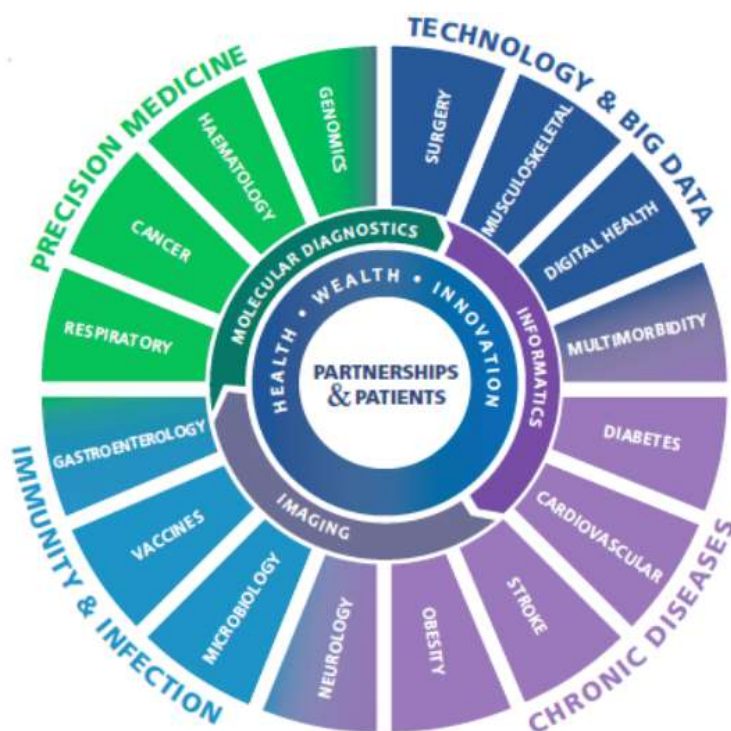 PRECISION MEDICINE
TECHNOLOGY & BIG DATA
CHRONIC DISEASES
IMMUNITY & INFECTION
GENOMICS
HAEMATOLOGY
CANCER
RESPIRATORY
SURGERY
MUSCULOSKELETAL
DIGITAL HEALTH
MULTIMORBIDITY
DIABETES
CARDIOVASCULAR
STROKE
OBESITY
NEUROLOGY
MICROBIOLOGY
VACCINES
GASTROENTEROLOGY
MOLECULAR DIAGNOSTICS
INFORMATICS
IMAGING
HEALTH • WEALTH • INNOVATION
PARTNERSHIPS
& PATIENTS